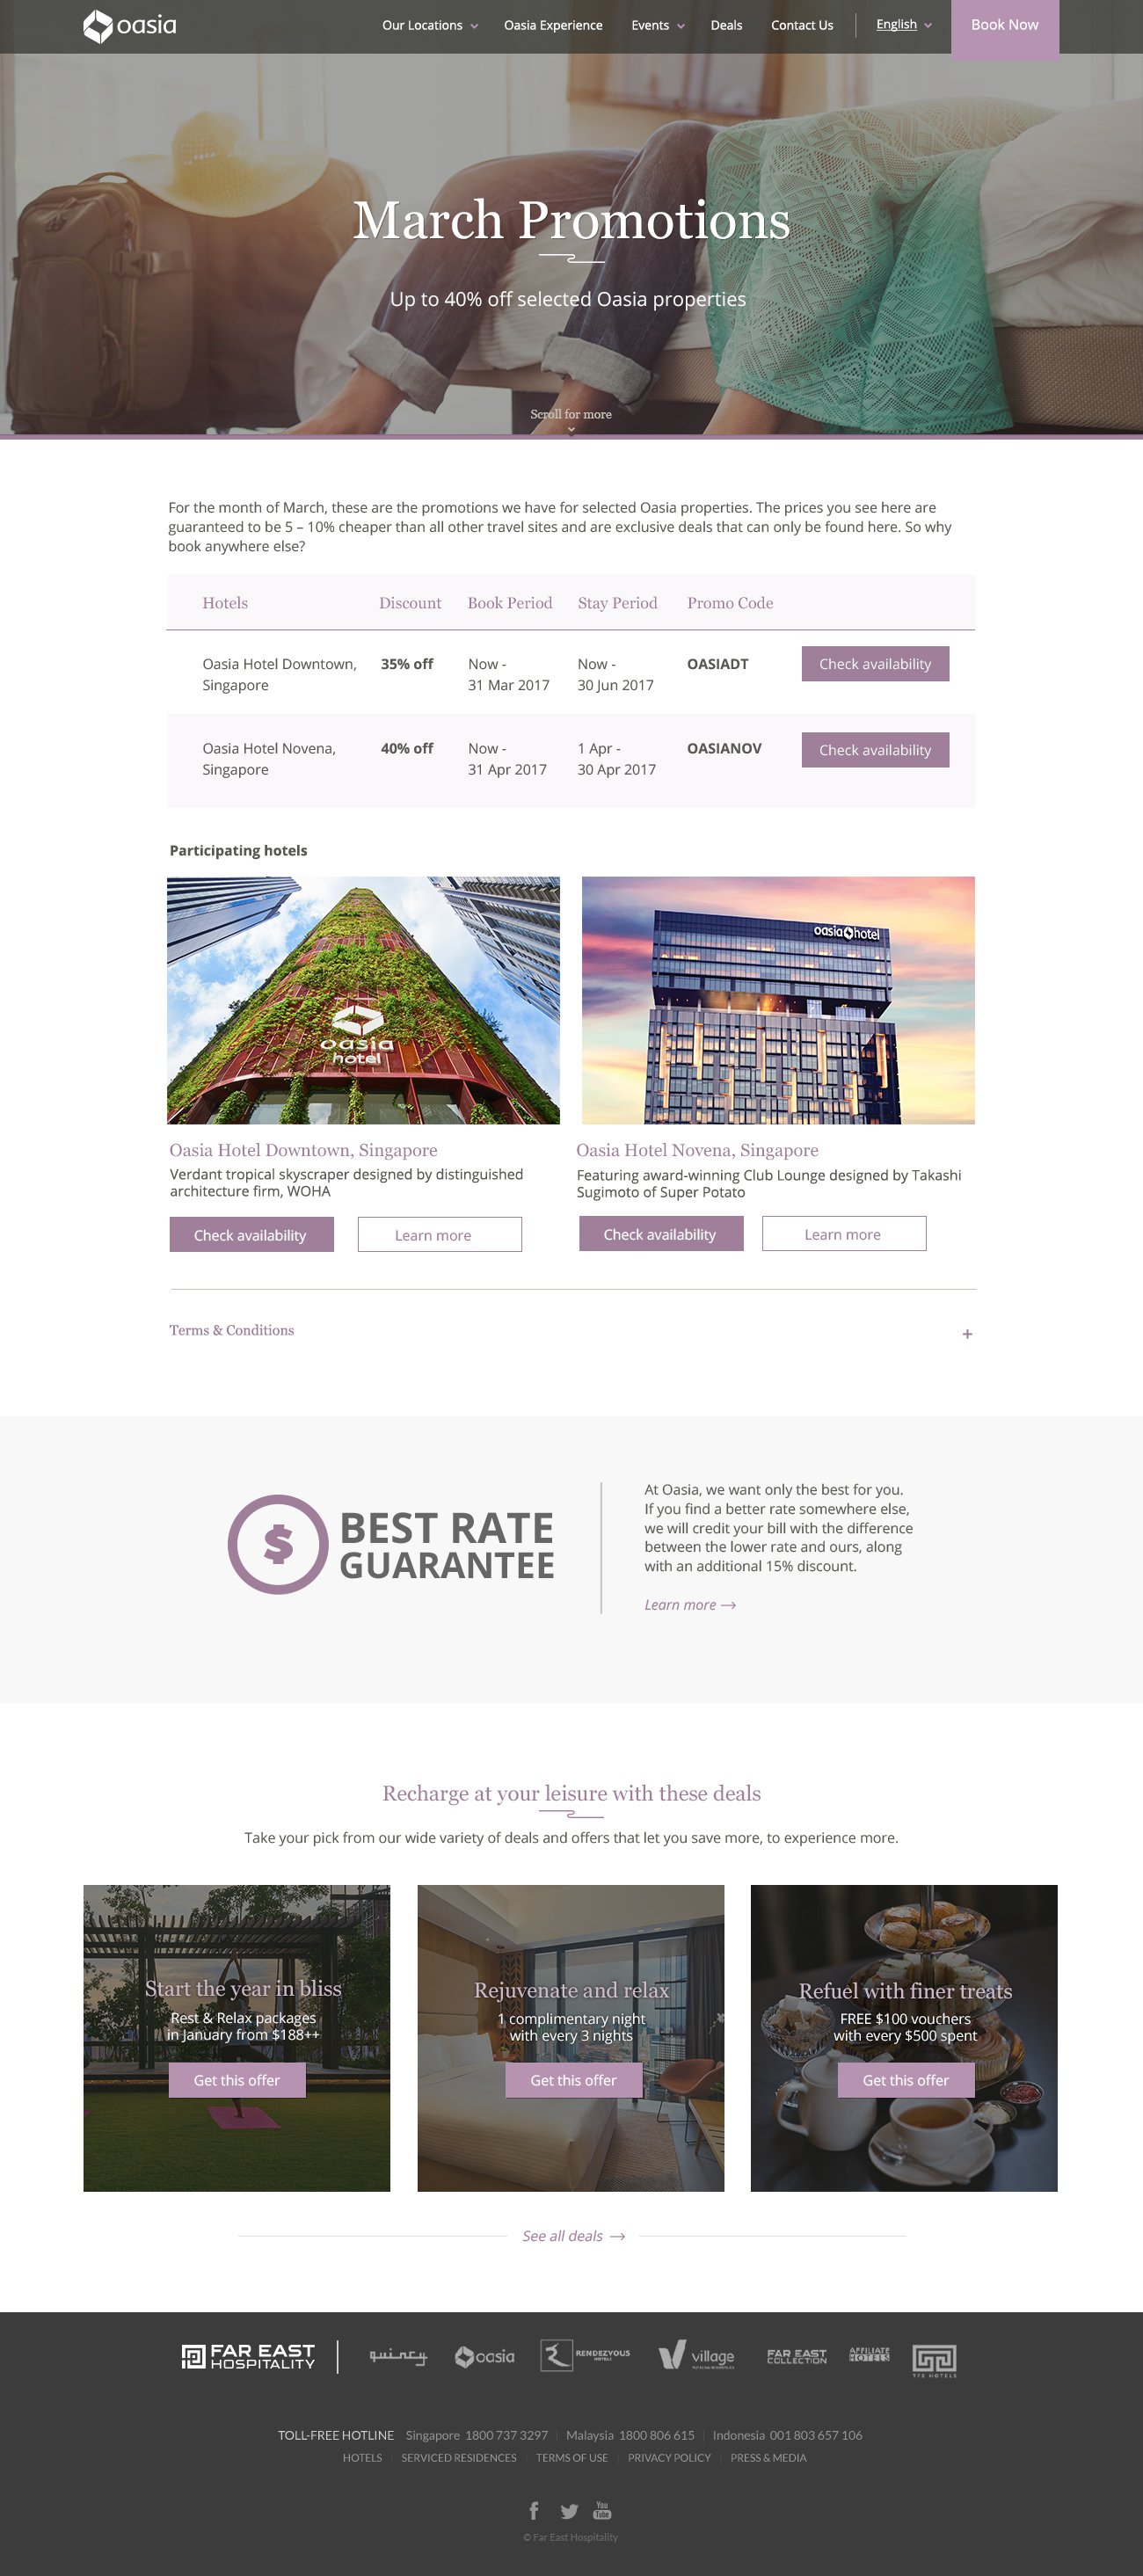 oasia
Our Locations Oasia Experience Events Deals Contact Us English Book Now
March Promotions
Up to 40% off selected Oasia properties
Scroll for more
For the month of March, these are the promotions we have for selected Oasia properties. The prices you see here are
guaranteed to be 5 – 10% cheaper than all other travel sites and are exclusive deals that can only be found here. So why
book anywhere else?
Hotels Discount Book Period Stay Period Promo Code
Oasia Hotel Downtown, 35% off Now - Now - OASIADT Check availability
Singapore 31 Mar 2017 30 Jun 2017
Oasia Hotel Novena, 40% off Now - 1 Apr - OASIANOV Check availability
Singapore 31 Apr 2017 30 Apr 2017
Participating hotels
oasia
hotel
oasia hotel
Oasia Hotel Downtown, Singapore
Verdant tropical skyscraper designed by distinguished
architecture firm, WOHA
Check availability Learn more
Oasia Hotel Novena, Singapore
Featuring award-winning Club Lounge designed by Takashi
Sugimoto of Super Potato
Check availability Learn more
Terms & Conditions +
$ BEST RATE
GUARANTEE
At Oasia, we want only the best for you.
If you find a better rate somewhere else,
we will credit your bill with the difference
between the lower rate and ours, along
with an additional 15% discount.
Learn more →
Recharge at your leisure with these deals
Take your pick from our wide variety of deals and offers that let you save more, to experience more.
Start the year in bliss
Rest & Relax packages
in January from $188++
Get this offer
Rejuvenate and relax
1 complimentary night
with every 3 nights
Get this offer
Refuel with finer treats
FREE $100 vouchers
with every $500 spent
Get this offer
See all deals →
FAR EAST
HOSPITALITY
quincy
oasia
RENDEZVOUS
HOTELS
village
FAR EAST
COLLECTION
AFFILIATE
HOTELS
TFE HOTELS
TOLL-FREE HOTLINE Singapore 1800 737 3297 | Malaysia 1800 806 615 | Indonesia 001 803 657 106
HOTELS | SERVICED RESIDENCES | TERMS OF USE | PRIVACY POLICY | PRESS & MEDIA
You
Tube
© Far East Hospitality